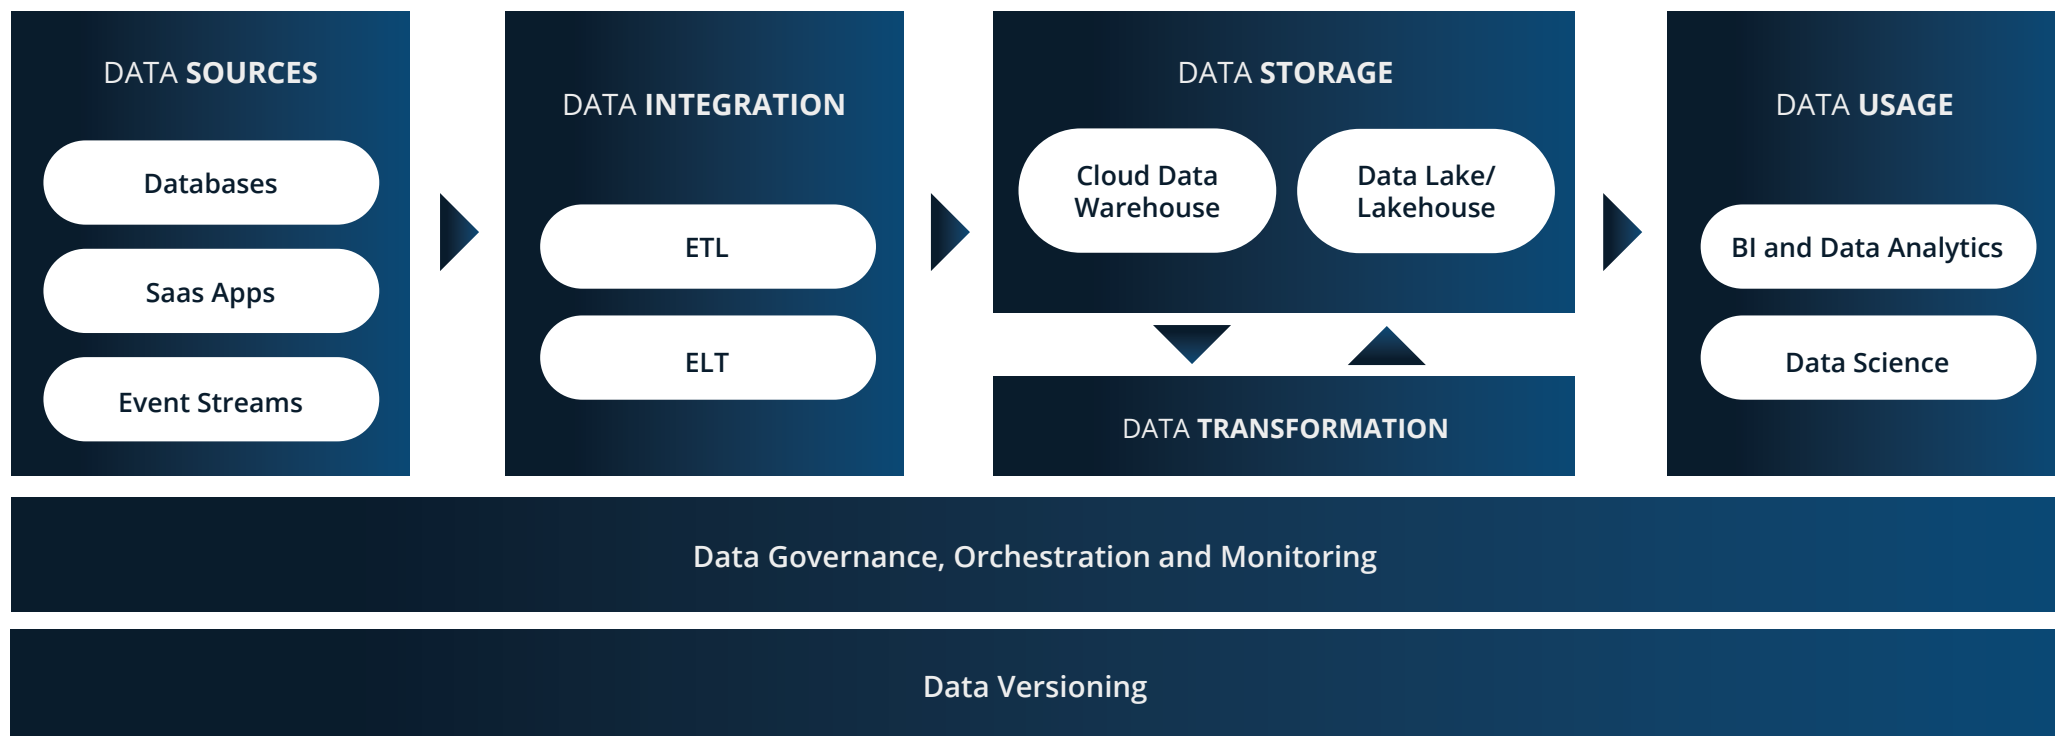 DATA SOURCES
Databases
Saas Apps
Event Streams
DATA INTEGRATION
ETL
ELT
DATA STORAGE
Cloud Data
Warehouse
Data Lake/
Lakehouse
DATA TRANSFORMATION
DATA USAGE
BI and Data Analytics
Data Science
Data Governance, Orchestration and Monitoring
Data Versioning